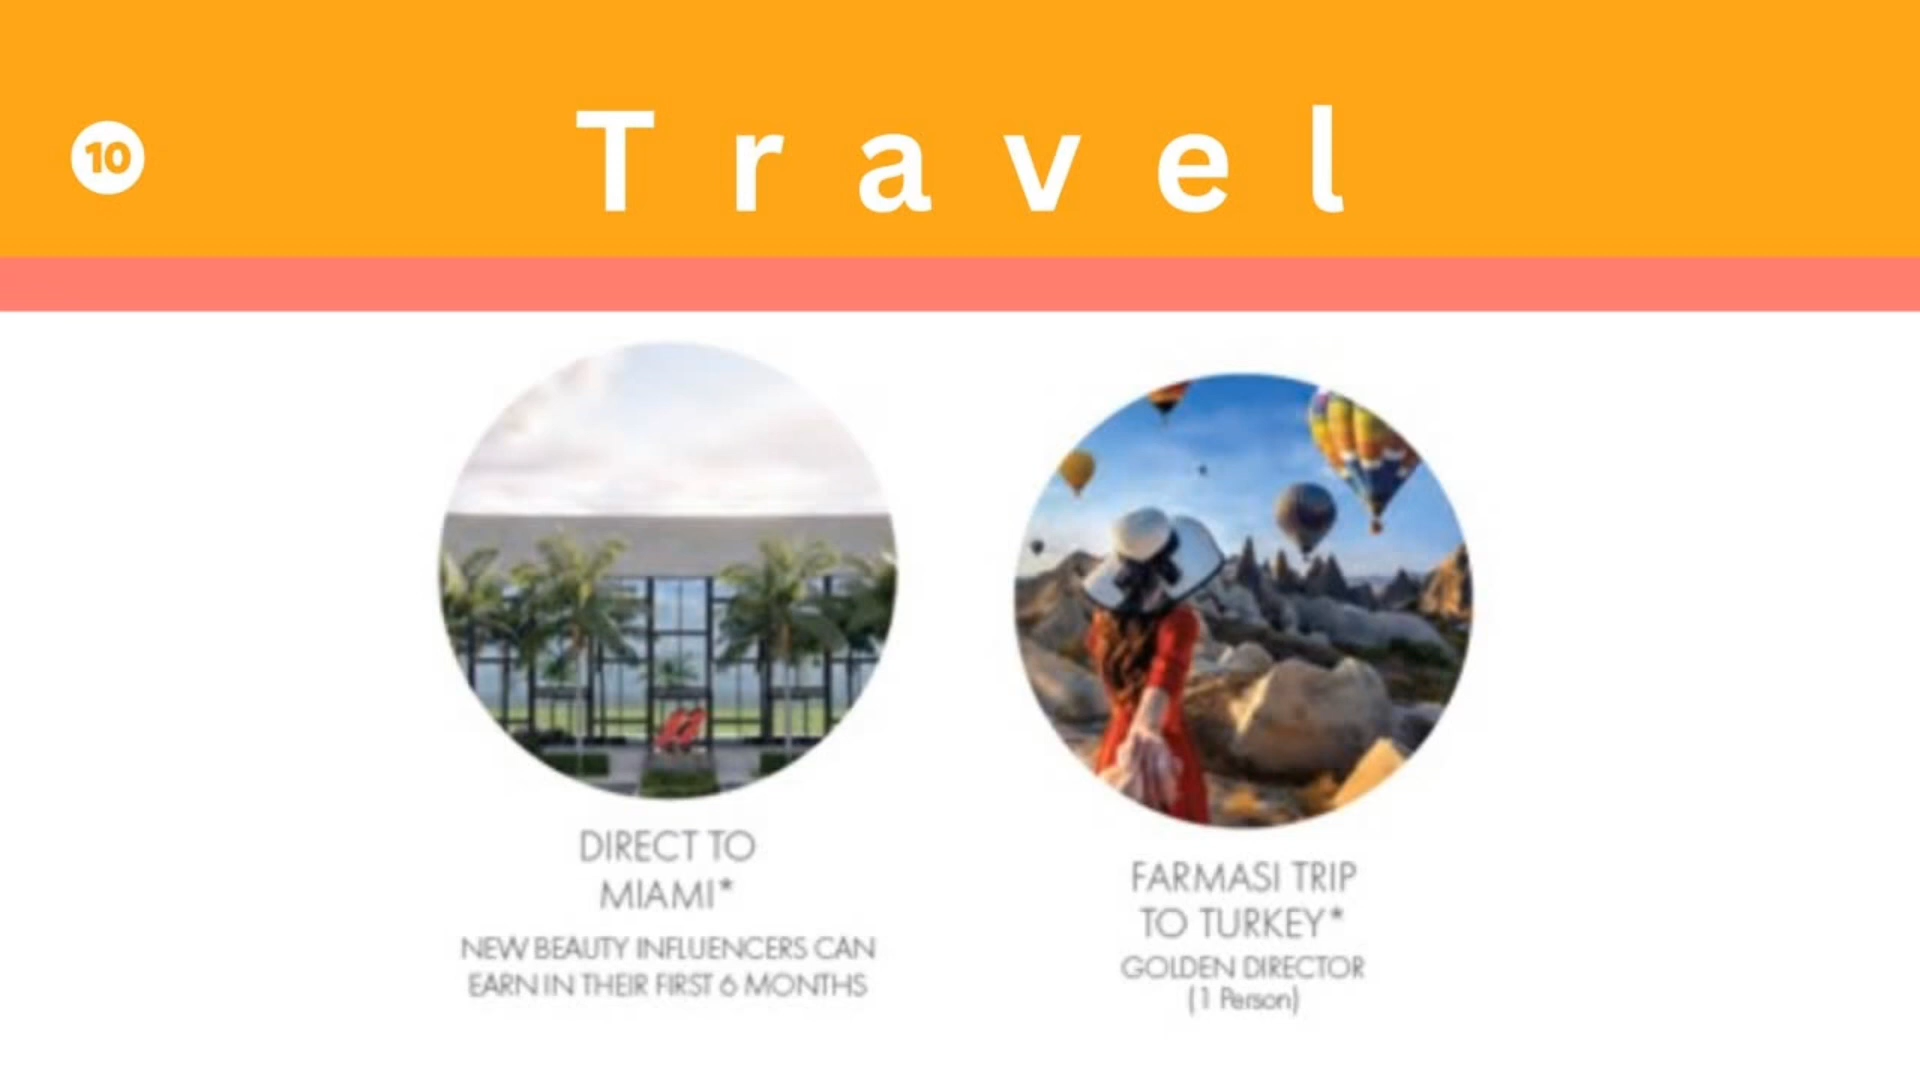 10
Travel
DIRECT TO
MIAMI*
NEW BEAUTY INFLUENCERS CAN
EARN IN THEIR FIRST 6 MONTHS
FARMASI TRIP
TO TURKEY*
GOLDEN DIRECTOR
(1 Person)